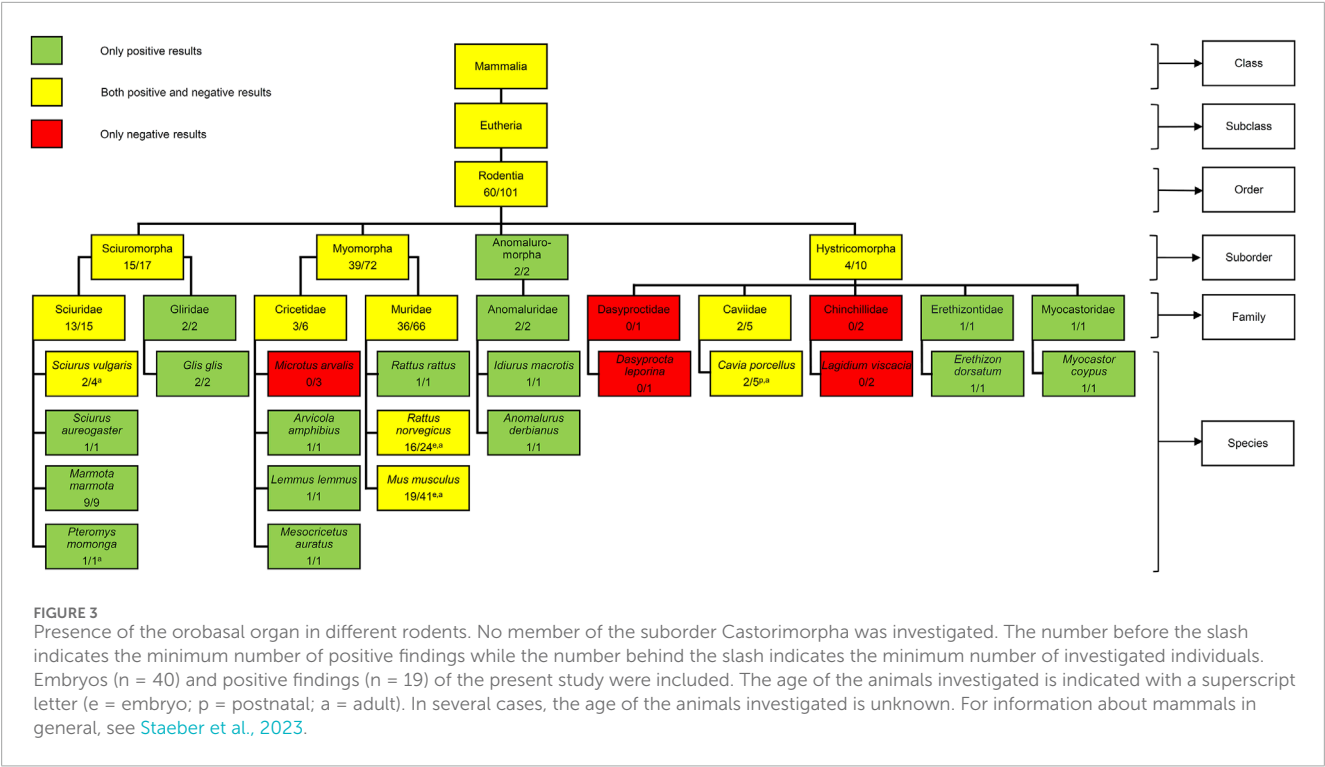 Only positive results
Both positive and negative results
Only negative results
Mammalia
Eutheria
Rodentia
60/101
Class
Subclass
Order
Sciuromorpha
15/17
Myomorpha
39/72
Anomaluro-
morpha
2/2
Hystricomorpha
4/10
Suborder
Sciuridae
13/15
Gliridae
2/2
Cricetidae
3/6
Muridae
36/66
Anomaluridae
2/2
Dasyproctidae
0/1
Caviidae
2/5
Chinchillidae
0/2
Erethizontidae
1/1
Myocastoridae
1/1
Family
Sciurus vulgaris
2/4ᵃ
Glis glis
2/2
Microtus arvalis
0/3
Rattus rattus
1/1
Idiurus macrotis
1/1
Dasyprocta
leporina
0/1
Cavia porcellus
2/5ᵖ,ᵃ
Lagidium viscacia
0/2
Erethizon
dorsatum
1/1
Myocastor
coypus
1/1
Sciurus
aureogaster
1/1
Arvicola
amphibius
1/1
Rattus
norvegicus
16/24ᵉ,ᵃ
Anomalurus
derbianus
1/1
Species
Marmota
marmota
9/9
Lemmus lemmus
1/1
Mus musculus
19/41ᵉ,ᵃ
Pteromys
momonga
1/1ᵃ
Mesocricetus
auratus
1/1
FIGURE 3
Presence of the orobasal organ in different rodents. No member of the suborder Castorimorpha was investigated. The number before the slash
indicates the minimum number of positive findings while the number behind the slash indicates the minimum number of investigated individuals.
Embryos (n = 40) and positive findings (n = 19) of the present study were included. The age of the animals investigated is indicated with a superscript
letter (e = embryo; p = postnatal; a = adult). In several cases, the age of the animals investigated is unknown. For information about mammals in
general, see Staeber et al., 2023.